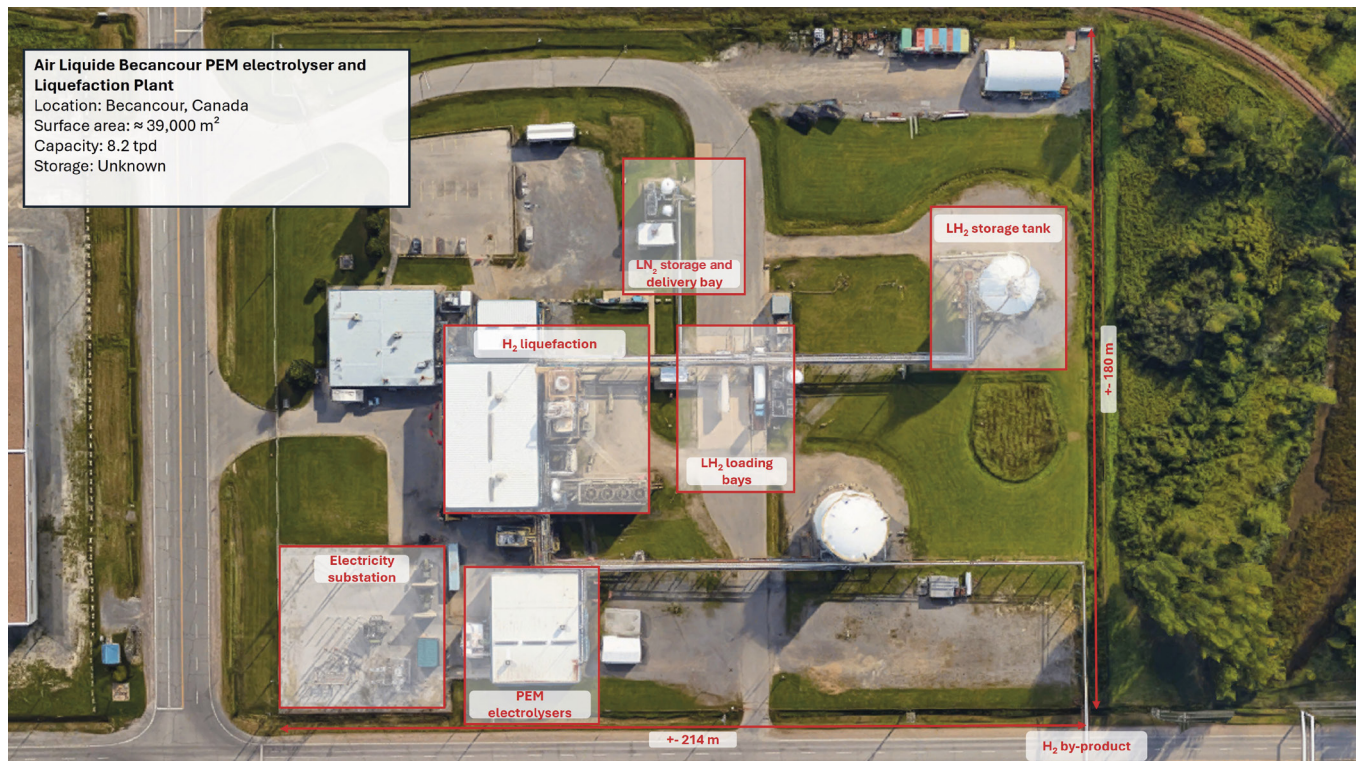 Air Liquide Becancour PEM electrolyser and
Liquefaction Plant
Location: Becancour, Canada
Surface area: ≈ 39,000 m²
Capacity: 8.2 tpd
Storage: Unknown
LH₂ storage tank
LN₂ storage and
delivery bay
H₂ liquefaction
+- 180 m
LH₂ loading
bays
Electricity
substation
PEM
electrolysers
+- 214 m
H₂ by-product